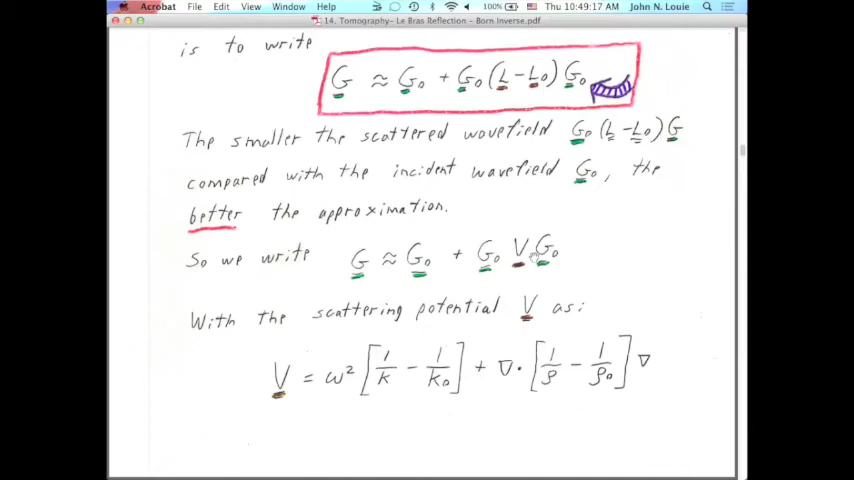 Acrobat File Edit View Window Help 100% Thu 10:49:17 AM John N. Louie
14. Tomography- Le Bras Reflection - Born Inverse.pdf
is to write
G ≈ G₀ + G₀ (L - L₀) G₀
The smaller the scattered wavefield G₀ (L - L₀) G
compared with the incident wavefield G₀, the
better the approximation.
So we write G ≈ G₀ + G₀ V G₀
With the scattering potential V as:
V = ω² [1/K - 1/K₀] + ∇· [1/ρ - 1/ρ₀] ∇